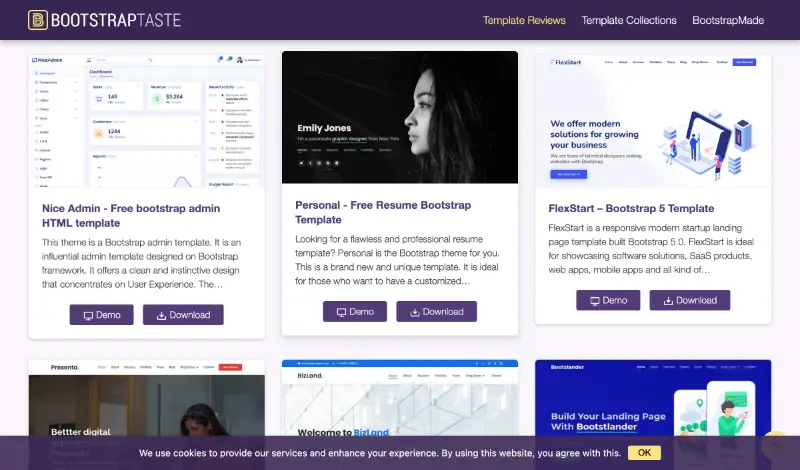 BOOTSTRAPTASTE
Template Reviews
Template Collections
BootstrapMade
NiceAdmin
Dashboard
145
$3,264
Customers
1244
Reports
Budget Report
Nice Admin - Free bootstrap admin
HTML template
This theme is a Bootstrap admin template. It is an
influential admin template designed on Bootstrap
framework. It offers a clean and instinctive design
that concentrates on User Experience. The…
Demo
Download
Emily Jones
I'm a passionate graphic designer from New York
Personal - Free Resume Bootstrap
Template
Looking for a flawless and professional resume
template? Personal is the Bootstrap theme for you.
This is a brand new and unique template. It is ideal
for those who want to have a customized…
Demo
Download
FlexStart
We offer modern
solutions for growing
your business
We are team of talented designers making
websites with Bootstrap
FlexStart – Bootstrap 5 Template
FlexStart is a responsive modern startup landing
page template built Bootstrap 5.0. FlexStart is ideal
for showcasing software solutions, SaaS products,
web apps, mobile apps and all kind of…
Demo
Download
Presento.
Bettter digital
BizLand.
Welcome to BizLand
Bootslander
Build Your Landing Page
With Bootslander
We use cookies to provide our services and enhance your experience. By using this website, you agree with this.
OK